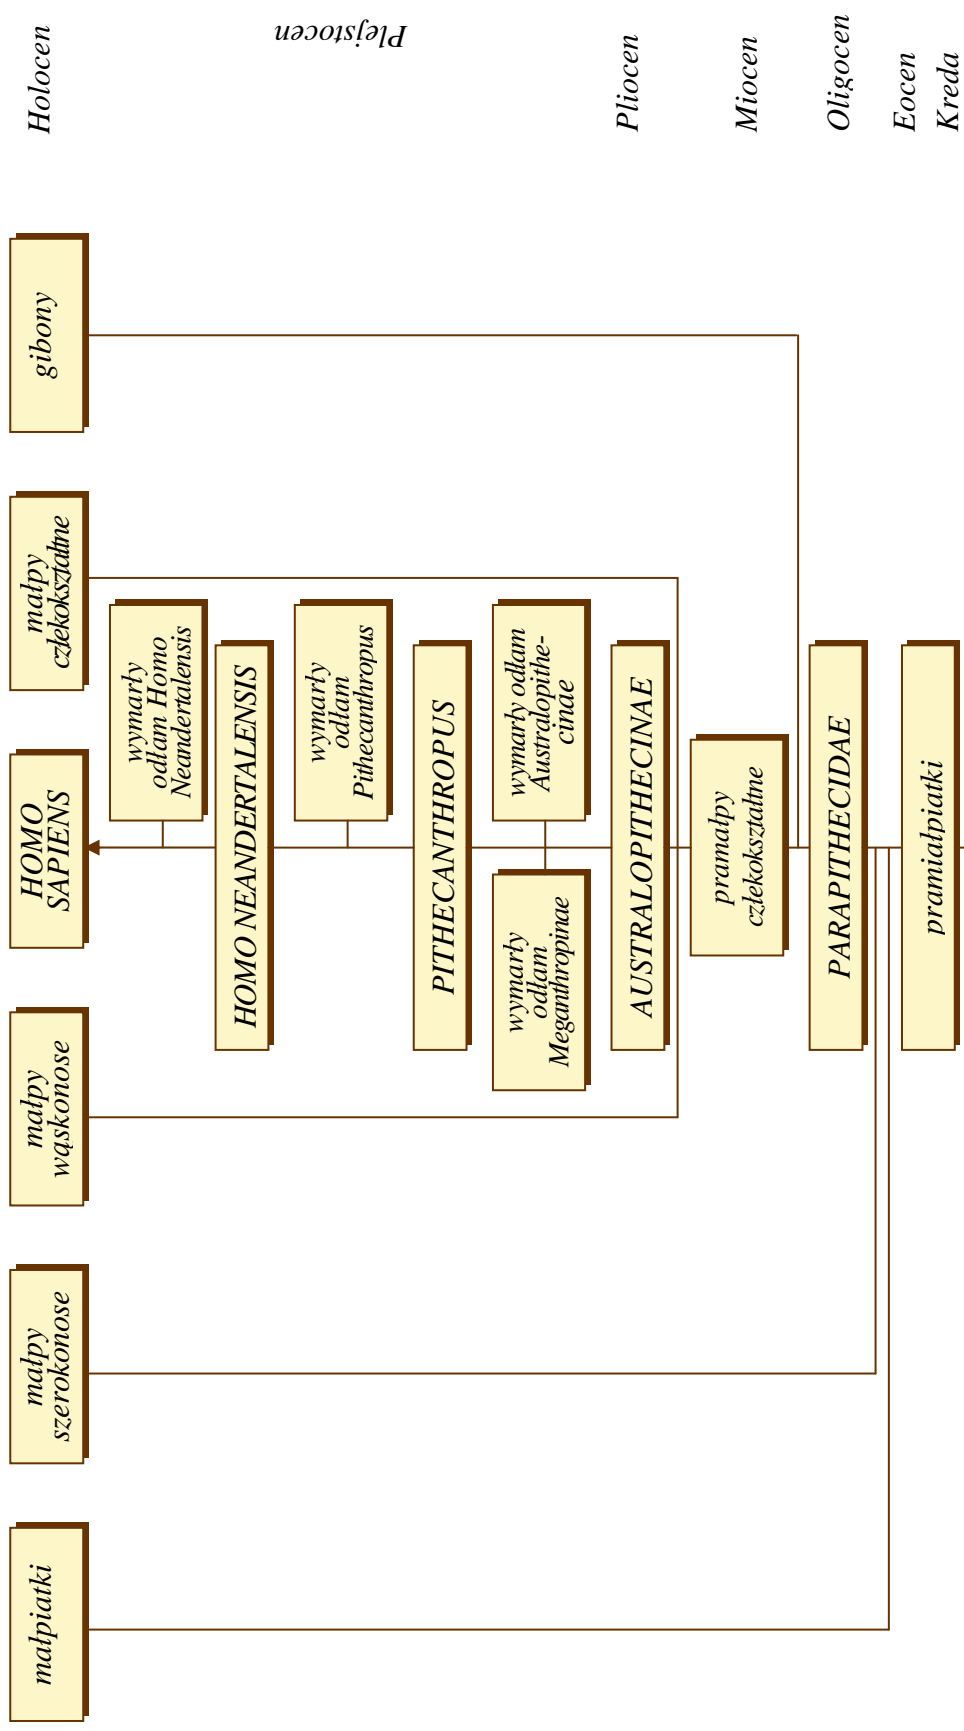 małpiatki
małpy
szerokonose
małpy
wąskonose
HOMO
SAPIENS
małpy
człekokształtne
gibony
Holocen
wymarły
odłam Homo
Neandertalensis
HOMO NEANDERTALENSIS
wymarły
odłam
Pithecanthropus
Plejstocen
PITHECANTHROPUS
wymarły
odłam
Meganthropinae
wymarły odłam
Australopithe-
cinae
AUSTRALOPITHECINAE
Pliocen
pramałpy
człekokształtne
Miocen
PARAPITHECIDAE
Oligocen
Eocen
pramiałpiatki
Kreda